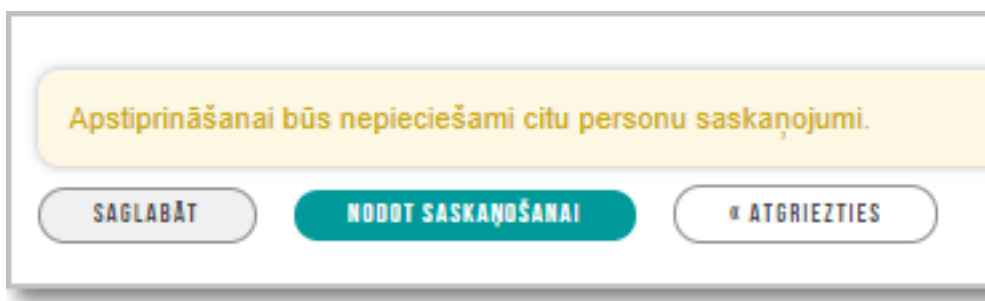 Apstiprināšanai būs nepieciešami citu personu saskaņojumi.
SAGLABĀT NODOT SASKAŅOŠANAI « ATGRIEZTIES